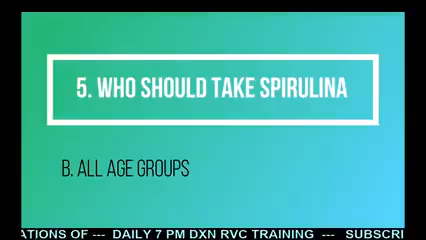 5. WHO SHOULD TAKE SPIRULINA
B. ALL AGE GROUPS
ATIONS OF --- DAILY 7 PM DXN RVC TRAINING --- SUBSCRI